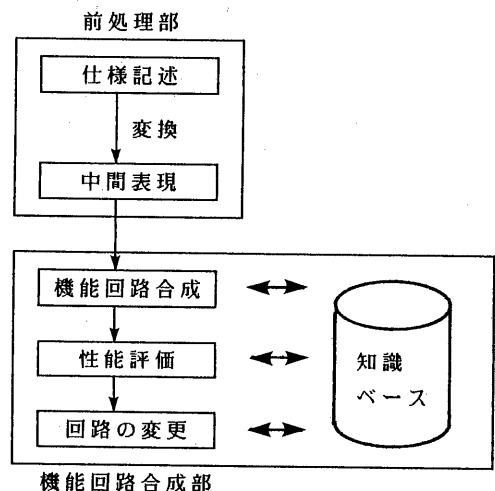 前処理部
仕様記述
変換
中間表現
機能回路合成
性能評価
回路の変更
知識
ベース
機能回路合成部